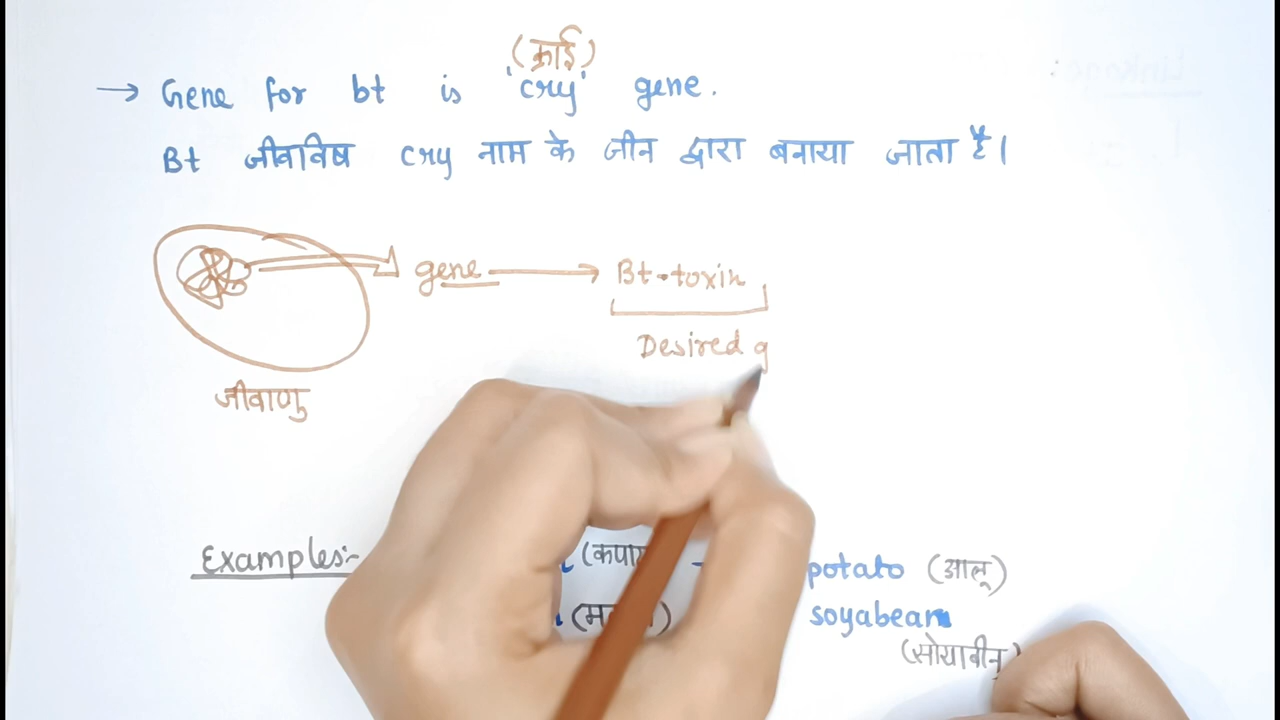 (क्राई)
→ Gene for bt is 'cry' gene.
Bt जीवविष cry नाम के जीन द्वारा बनाया जाता है।
gene → Bt-toxin
Desired g
जीवाणु
Examples:-
potato (आलू)
soyabean
(सोयाबीन)